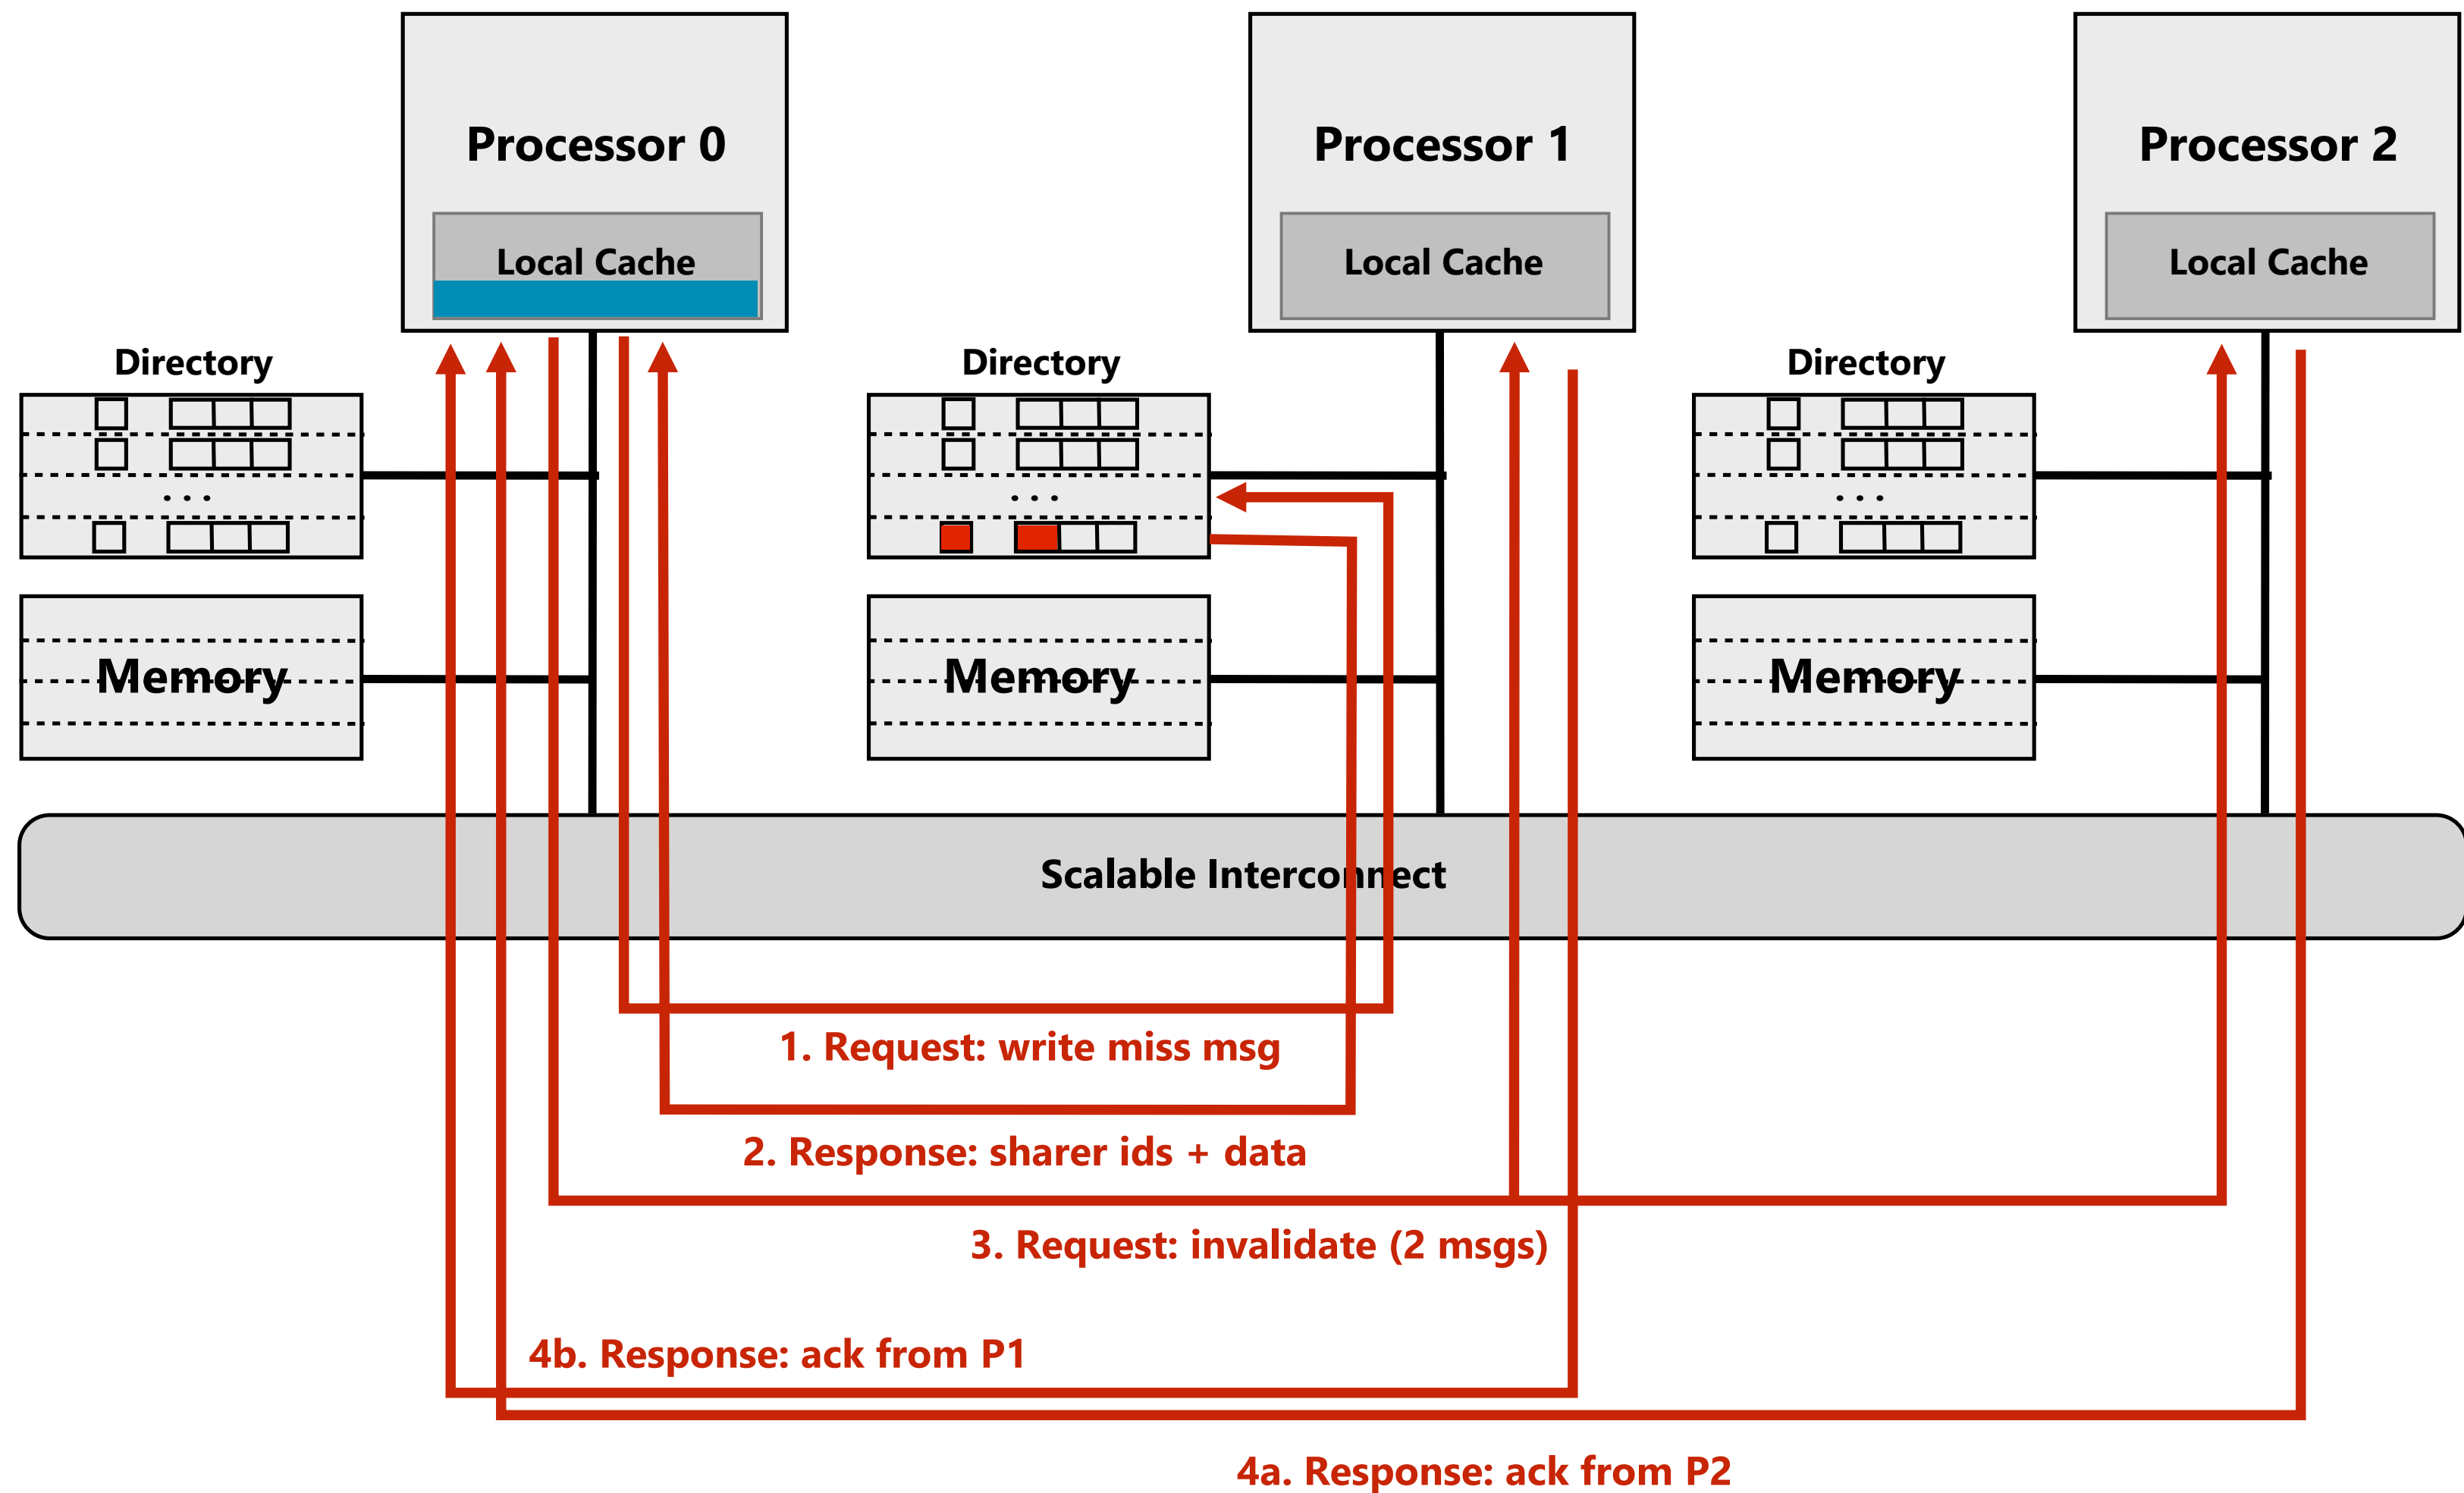 Processor 0
Processor 1
Processor 2
Local Cache
Local Cache
Local Cache
Directory
Directory
Directory
. . .
. . .
. . .
Memory
Memory
Memory
Scalable Interconnect
1. Request: write miss msg
2. Response: sharer ids + data
3. Request: invalidate (2 msgs)
4b. Response: ack from P1
4a. Response: ack from P2